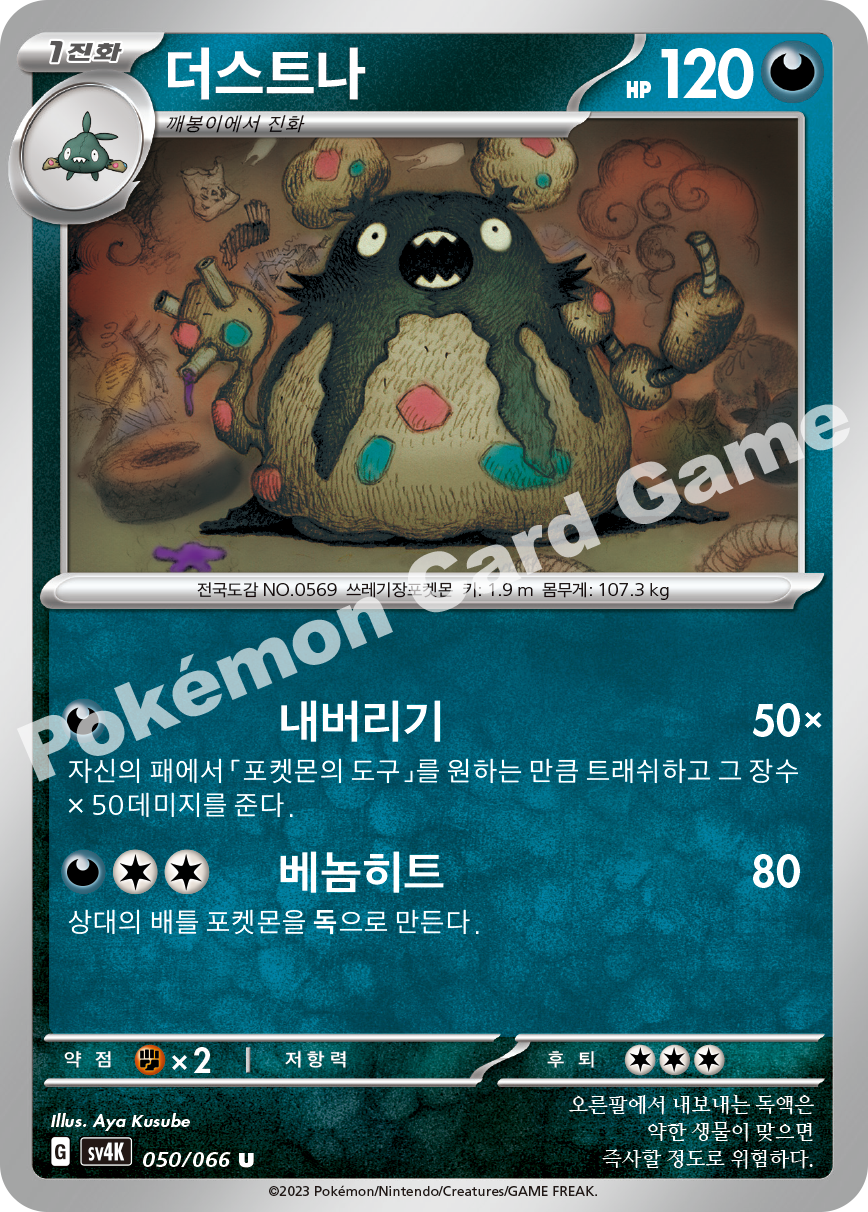 1진화
더스트나
HP 120
깨봉이에서 진화
전국도감 NO.0569 쓰레기장포켓몬 키: 1.9 m 몸무게: 107.3 kg
Pokémon Card Game
내버리기 50×
자신의 패에서 「포켓몬의 도구」를 원하는 만큼 트래쉬하고 그 장수
× 50데미지를 준다.
베놈히트 80
상대의 배틀 포켓몬을 독으로 만든다.
약점 ×2 저항력 후퇴
Illus. Aya Kusube
오른팔에서 내보내는 독액은
약한 생물이 맞으면
즉사할 정도로 위험하다.
G sv4K 050/066 U
©2023 Pokémon/Nintendo/Creatures/GAME FREAK.